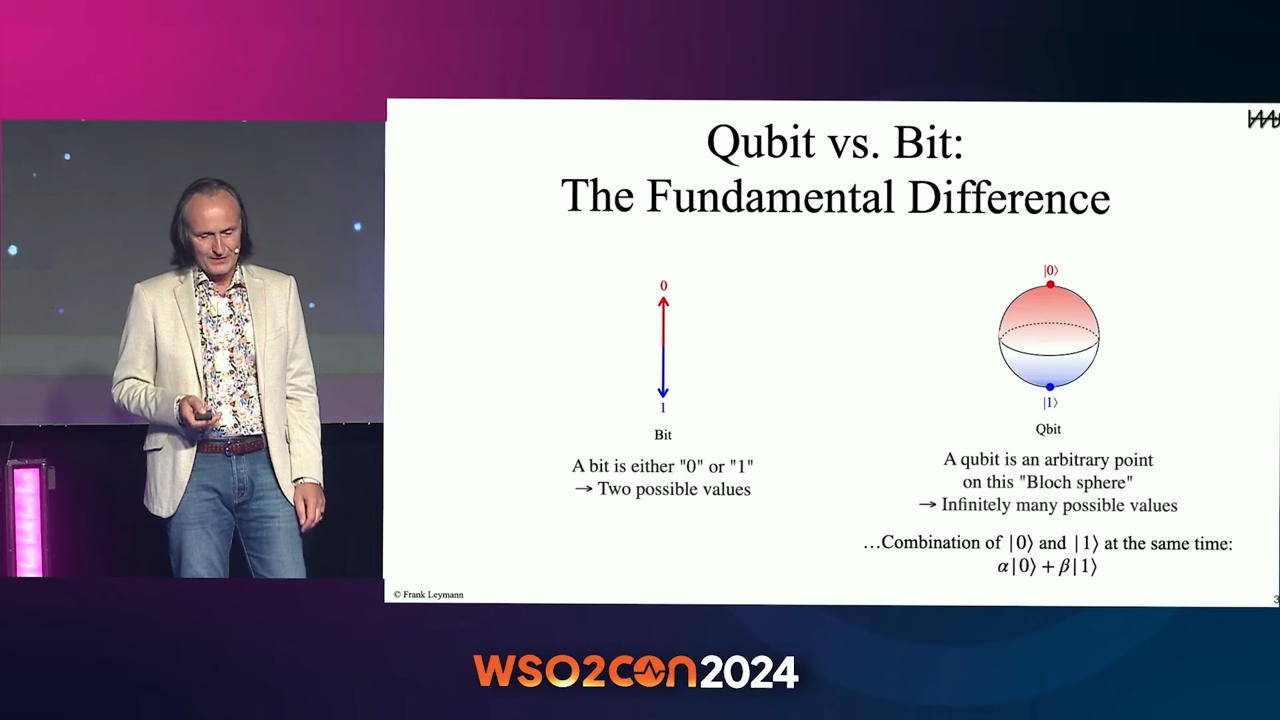 Qubit vs. Bit:
The Fundamental Difference
0
1
Bit
A bit is either "0" or "1"
→ Two possible values
|0⟩
|1⟩
Qbit
A qubit is an arbitrary point
on this "Bloch sphere"
→ Infinitely many possible values
…Combination of |0⟩ and |1⟩ at the same time:
α|0⟩ + β|1⟩
© Frank Leymann
WSO2CON2024